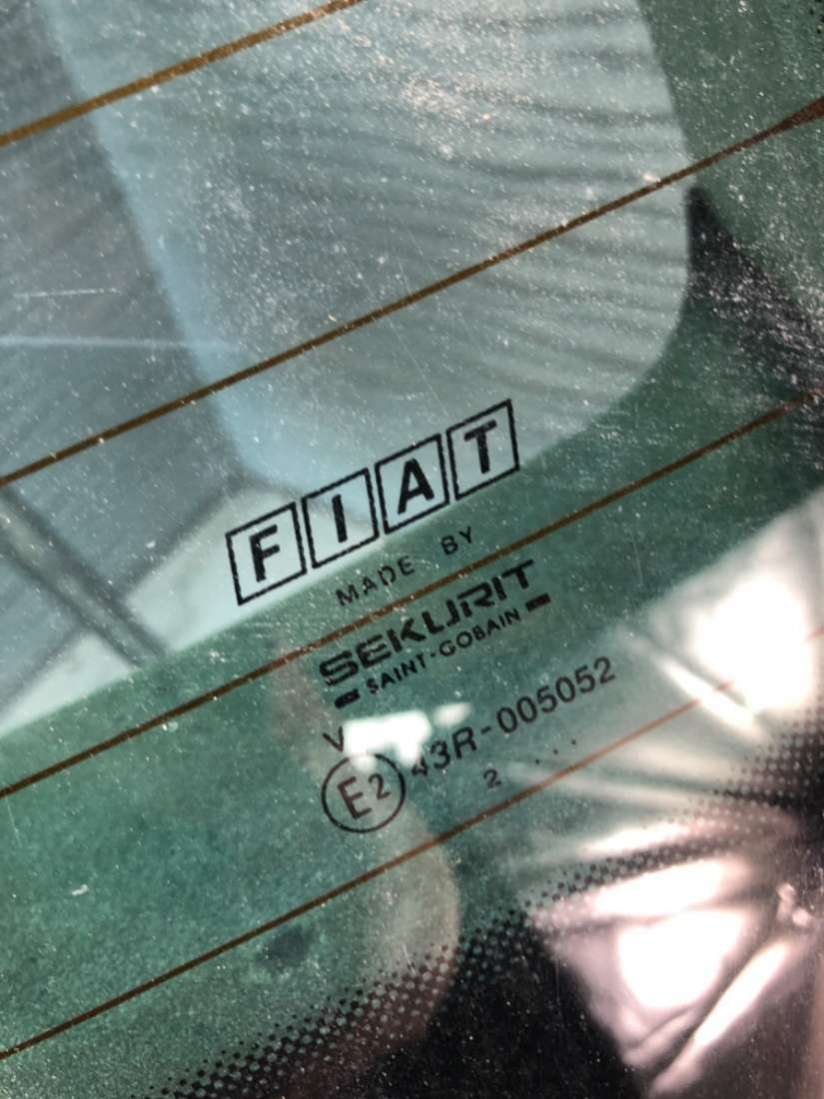 FIAT
MADE BY
SEKURIT
SAINT-GOBAIN
V
E2 43R-005052
2 ...